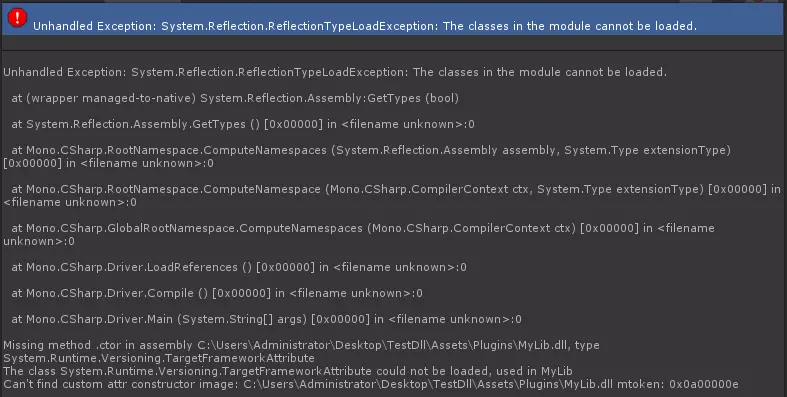 Unhandled Exception: System.Reflection.ReflectionTypeLoadException: The classes in the module cannot be loaded.
Unhandled Exception: System.Reflection.ReflectionTypeLoadException: The classes in the module cannot be loaded.
at (wrapper managed-to-native) System.Reflection.Assembly:GetTypes (bool)
at System.Reflection.Assembly.GetTypes () [0x00000] in <filename unknown>:0
at Mono.CSharp.RootNamespace.ComputeNamespaces (System.Reflection.Assembly assembly, System.Type extensionType)
[0x00000] in <filename unknown>:0
at Mono.CSharp.RootNamespace.ComputeNamespace (Mono.CSharp.CompilerContext ctx, System.Type extensionType) [0x00000] in
<filename unknown>:0
at Mono.CSharp.GlobalRootNamespace.ComputeNamespaces (Mono.CSharp.CompilerContext ctx) [0x00000] in <filename
unknown>:0
at Mono.CSharp.Driver.LoadReferences () [0x00000] in <filename unknown>:0
at Mono.CSharp.Driver.Compile () [0x00000] in <filename unknown>:0
at Mono.CSharp.Driver.Main (System.String[] args) [0x00000] in <filename unknown>:0
Missing method .ctor in assembly C:\Users\Administrator\Desktop\TestDll\Assets\Plugins\MyLib.dll, type
System.Runtime.Versioning.TargetFrameworkAttribute
The class System.Runtime.Versioning.TargetFrameworkAttribute could not be loaded, used in MyLib
Can't find custom attr constructor image: C:\Users\Administrator\Desktop\TestDll\Assets\Plugins\MyLib.dll mtoken: 0x0a00000e